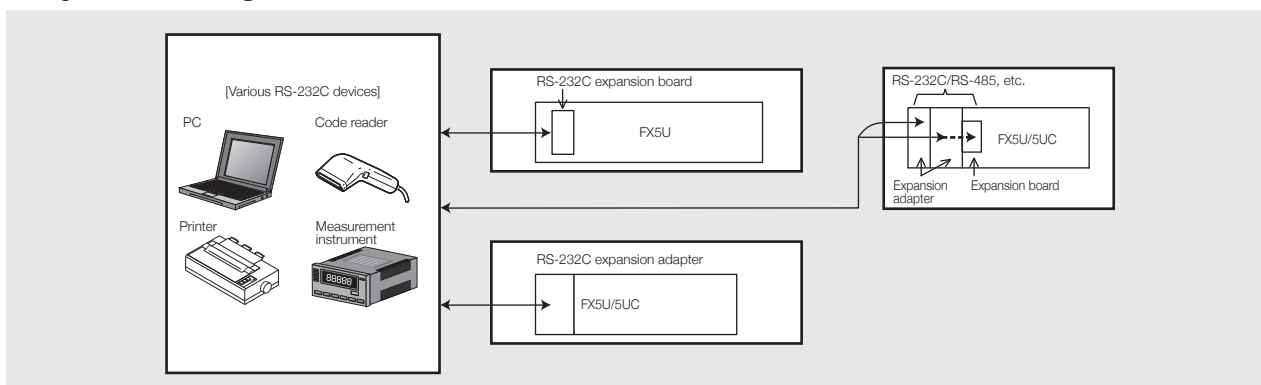 [Various RS-232C devices]
PC
Code reader
Printer
Measurement
instrument
88888
RS-232C expansion board
FX5U
RS-232C expansion adapter
FX5U/5UC
RS-232C/RS-485, etc.
FX5U/5UC
Expansion
adapter
Expansion board